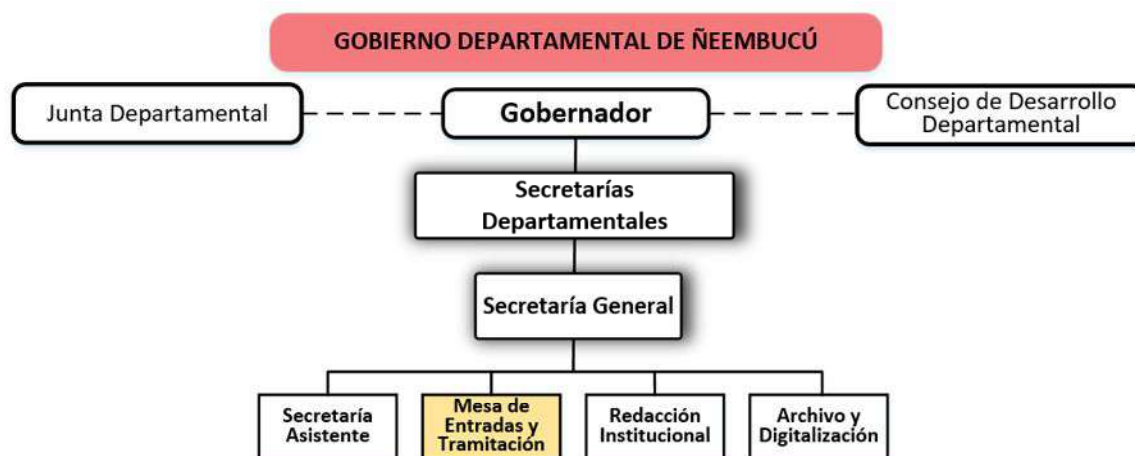 GOBIERNO DEPARTAMENTAL DE ÑEEMBUCÚ
Junta Departamental
Gobernador
Consejo de Desarrollo
Departamental
Secretarías
Departamentales
Secretaría General
Secretaría
Asistente
Mesa de
Entradas y
Tramitación
Redacción
Institucional
Archivo y
Digitalización